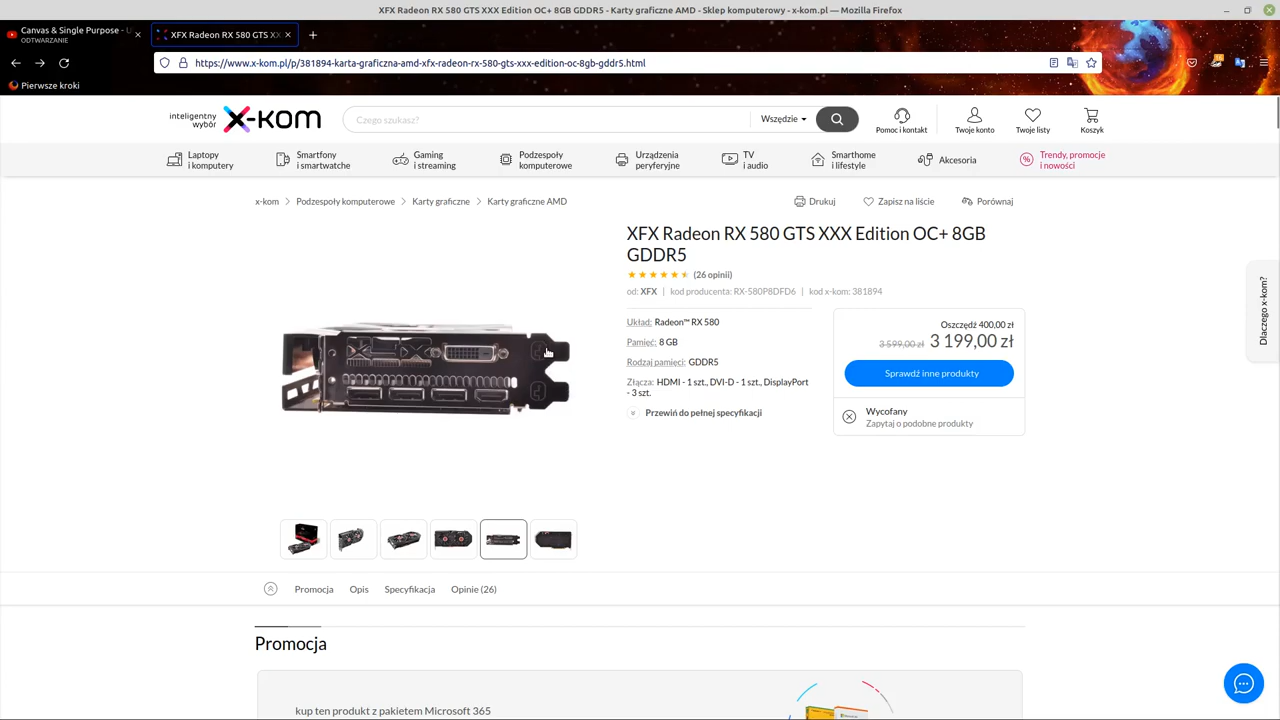 XFX Radeon RX 580 GTS XXX Edition OC+ 8GB GDDR5 - Karty graficzne AMD - Sklep komputerowy - x-kom.pl — Mozilla Firefox
Canvas & Single Purpose -
ODTWARZANIE
XFX Radeon RX 580 GTS XX
https://www.x-kom.pl/p/381894-karta-graficzna-amd-xfx-radeon-rx-580-gts-xxx-edition-oc-8gb-gddr5.html
Pierwsze kroki
inteligentny
wybór
x-kom
Czego szukasz?
Wszędzie
Pomoc i kontakt
Twoje konto
Twoje listy
Koszyk
Laptopy
i komputery
Smartfony
i smartwatche
Gaming
i streaming
Podzespoły
komputerowe
Urządzenia
peryferyjne
TV
i audio
Smarthome
i lifestyle
Akcesoria
Trendy, promocje
i nowości
x-kom
Podzespoły komputerowe
Karty graficzne
Karty graficzne AMD
Drukuj
Zapisz na liście
Porównaj
XFX Radeon RX 580 GTS XXX Edition OC+ 8GB
GDDR5
(26 opinii)
od: XFX | kod producenta: RX-580P8DFD6 | kod x-kom: 381894
Układ: Radeon™ RX 580
Pamięć: 8 GB
Rodzaj pamięci: GDDR5
Złącza: HDMI - 1 szt., DVI-D - 1 szt., DisplayPort
- 3 szt.
Przewiń do pełnej specyfikacji
Oszczędź 400,00 zł
3 599,00 zł 3 199,00 zł
Sprawdź inne produkty
Wycofany
Zapytaj o podobne produkty
Dlaczego x-kom?
XFX
Promocja
Opis
Specyfikacja
Opinie (26)
Promocja
kup ten produkt z pakietem Microsoft 365